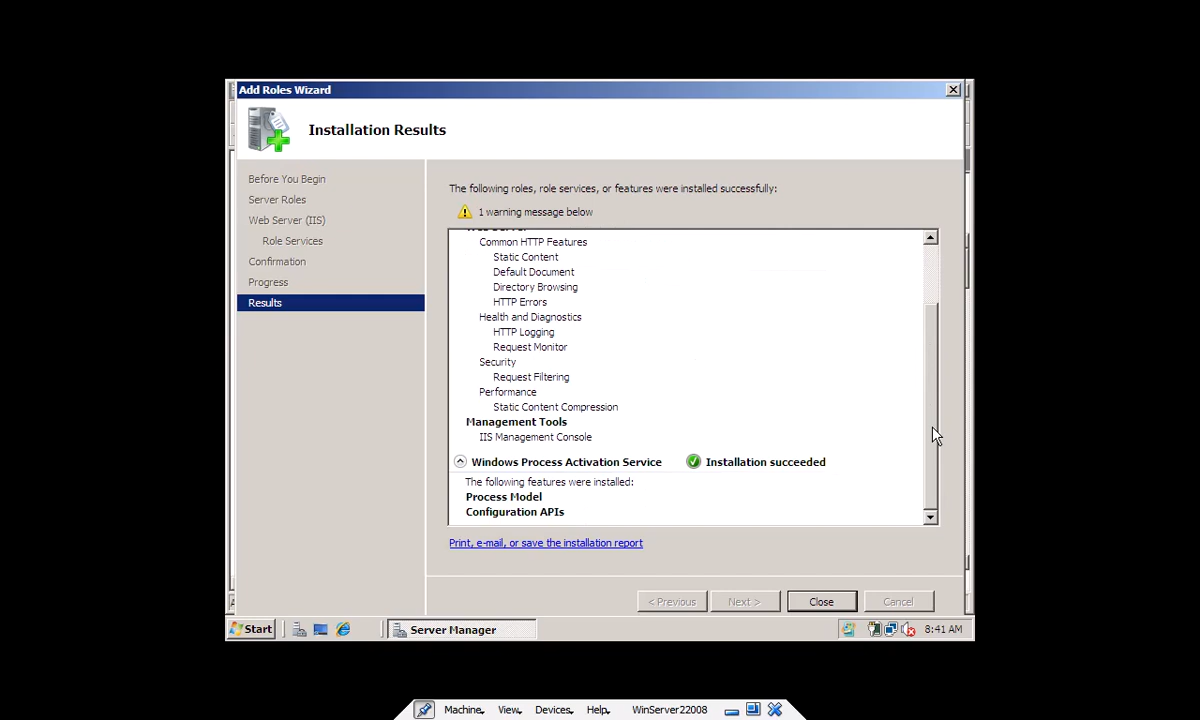 Add Roles Wizard
Installation Results
Before You Begin
Server Roles
Web Server (IIS)
Role Services
Confirmation
Progress
Results
The following roles, role services, or features were installed successfully:
1 warning message below
Web Server
Common HTTP Features
Static Content
Default Document
Directory Browsing
HTTP Errors
Health and Diagnostics
HTTP Logging
Request Monitor
Security
Request Filtering
Performance
Static Content Compression
Management Tools
IIS Management Console
Windows Process Activation Service Installation succeeded
The following features were installed:
Process Model
Configuration APIs
Print, e-mail, or save the installation report
< Previous Next > Close Cancel
Start Server Manager 8:41 AM
Machine View Devices Help WinServer22008